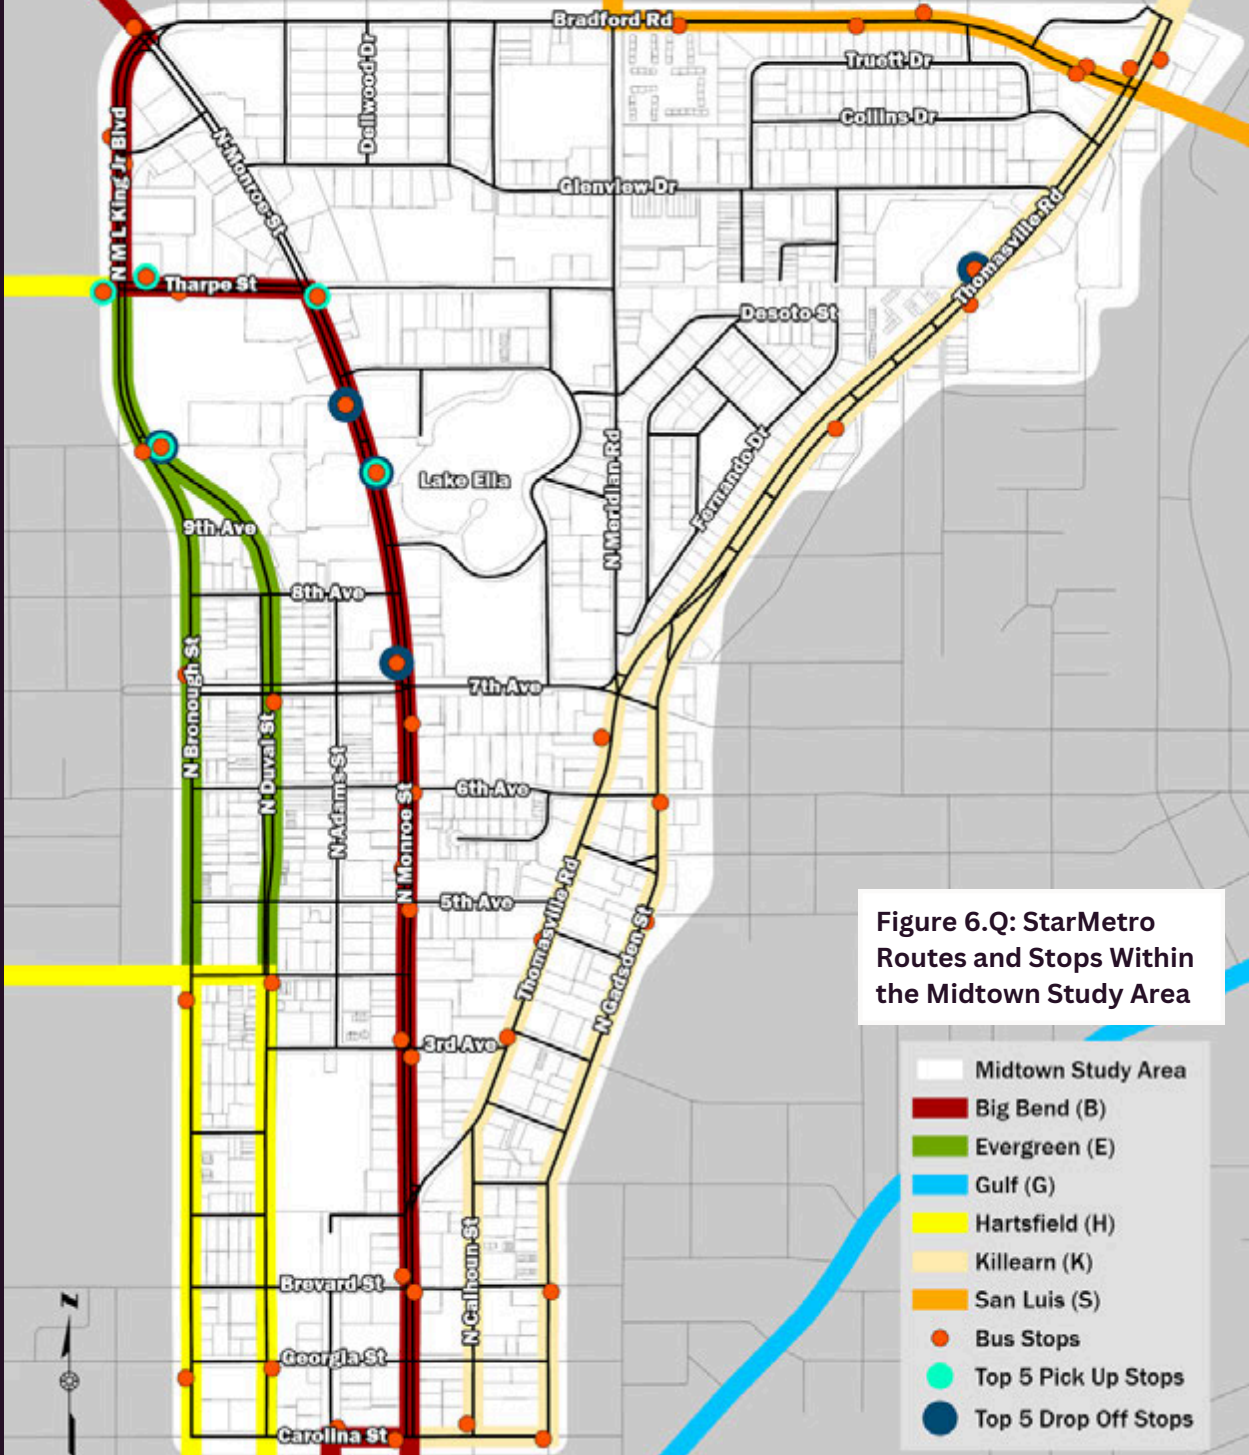 Bradford Rd
Truett Dr
Dellwood Dr
Collins Dr
N M L King Jr Blvd
N Monroe St
Glenview Dr
Thomasville Rd
Tharpe St
Desoto St
Lake Ella
N Meridian Rd
Fernando Dr
9th Ave
8th Ave
7th Ave
N Bronough St
N Duval St
N Adams St
N Monroe St
6th Ave
5th Ave
Thomasville Rd
N Gadsden St
3rd Ave
N Calhoun St
Brevard St
Georgia St
Carolina St
N
Figure 6.Q: StarMetro
Routes and Stops Within
the Midtown Study Area
Midtown Study Area
Big Bend (B)
Evergreen (E)
Gulf (G)
Hartsfield (H)
Killearn (K)
San Luis (S)
Bus Stops
Top 5 Pick Up Stops
Top 5 Drop Off Stops